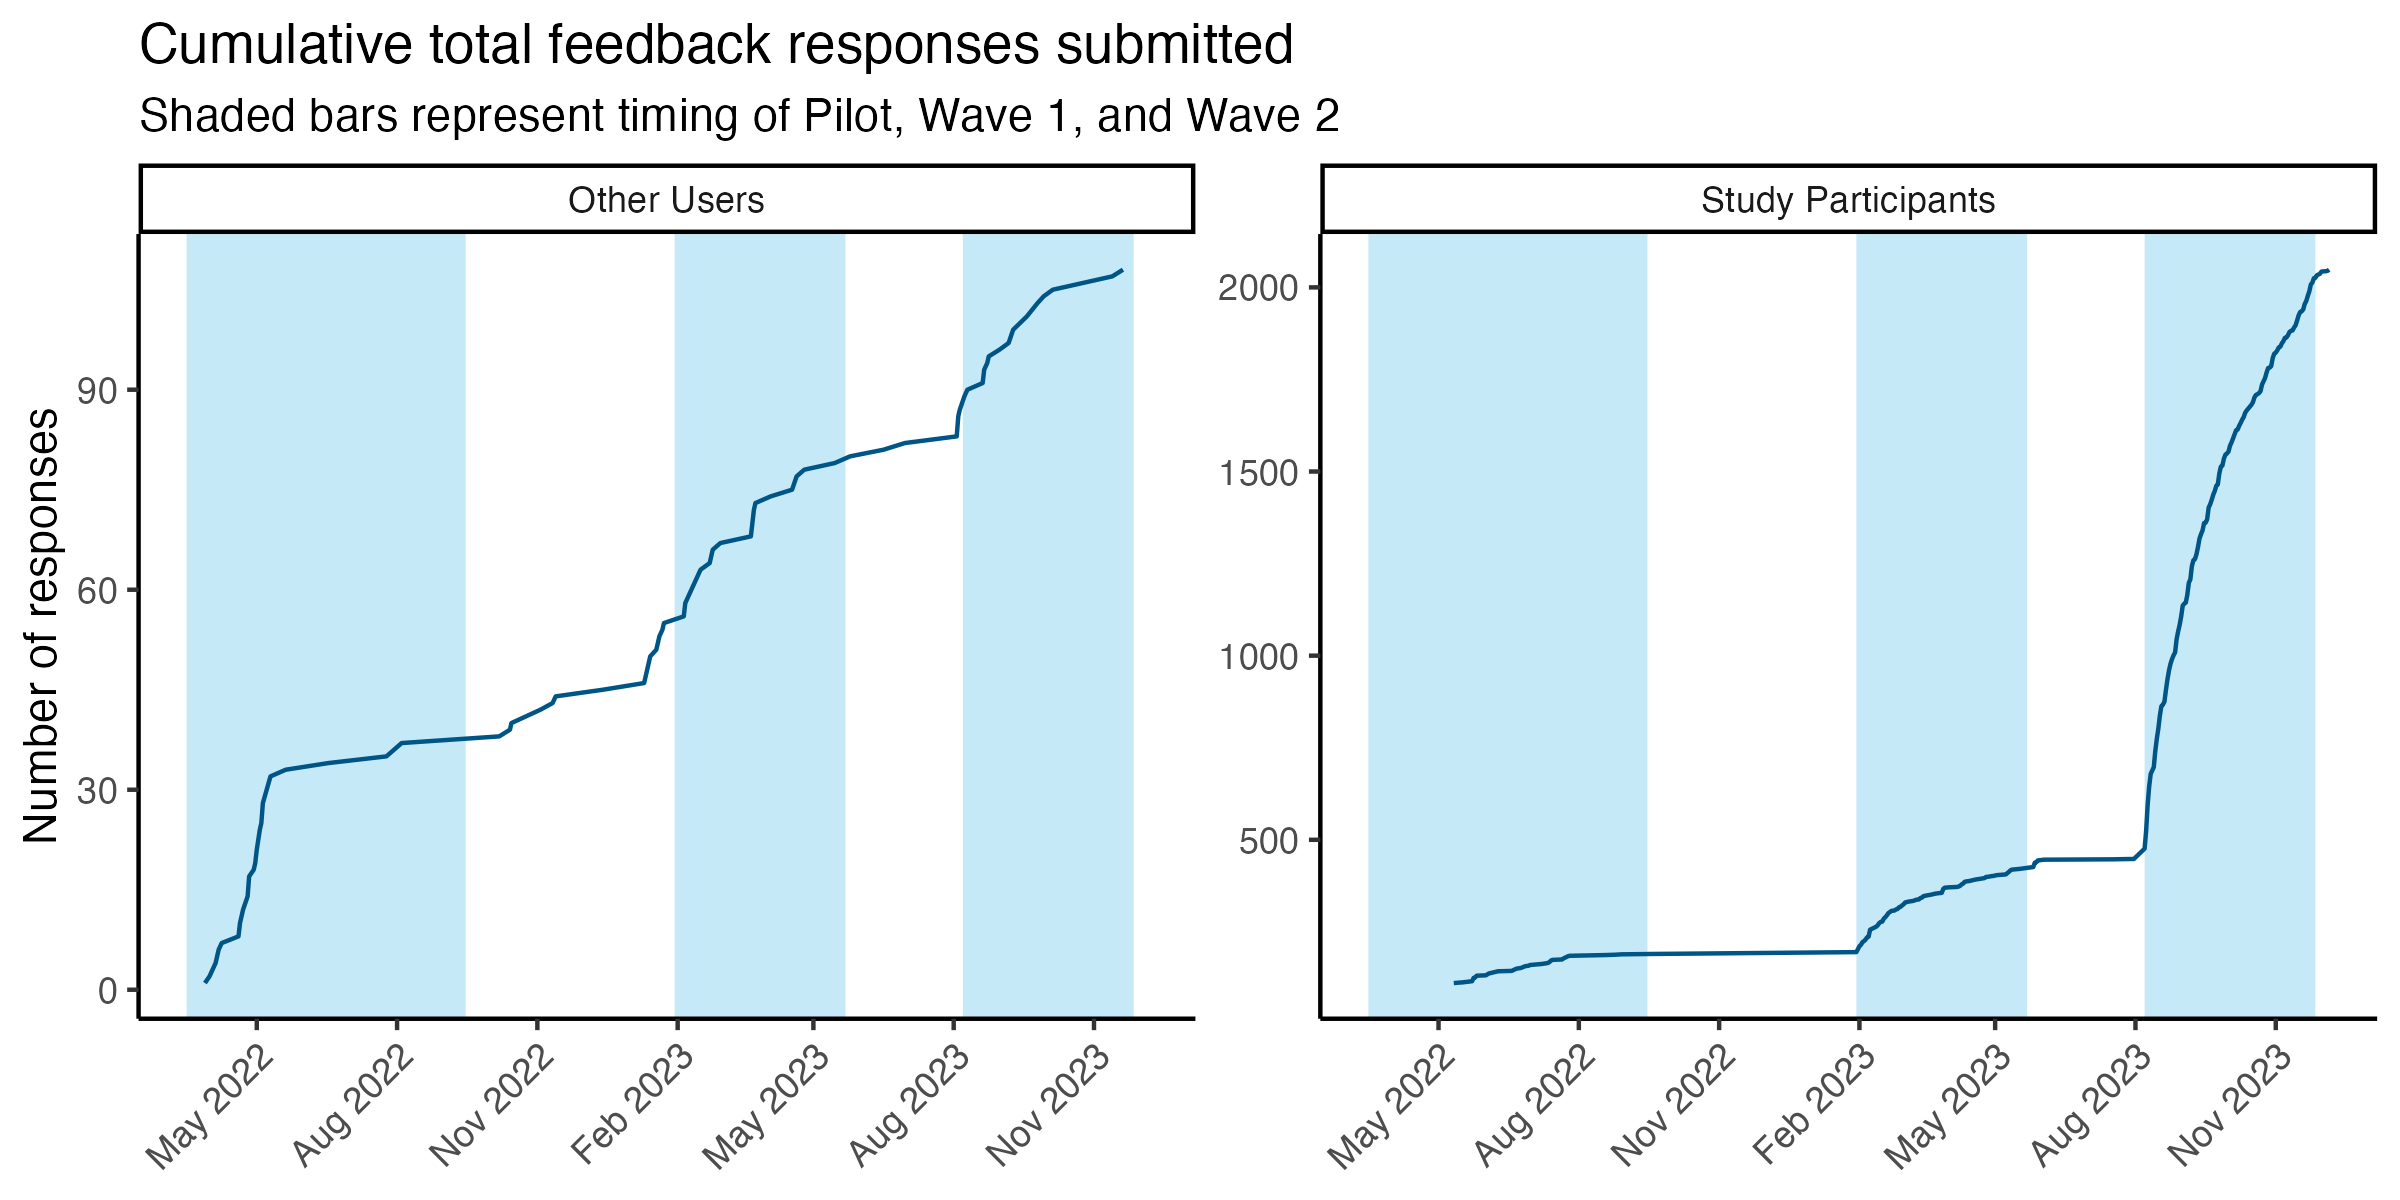 Cumulative total feedback responses submitted
Shaded bars represent timing of Pilot, Wave 1, and Wave 2
Other Users
Study Participants
Number of responses
90
60
30
0
2000
1500
1000
500
May 2022
Aug 2022
Nov 2022
Feb 2023
May 2023
Aug 2023
Nov 2023
May 2022
Aug 2022
Nov 2022
Feb 2023
May 2023
Aug 2023
Nov 2023